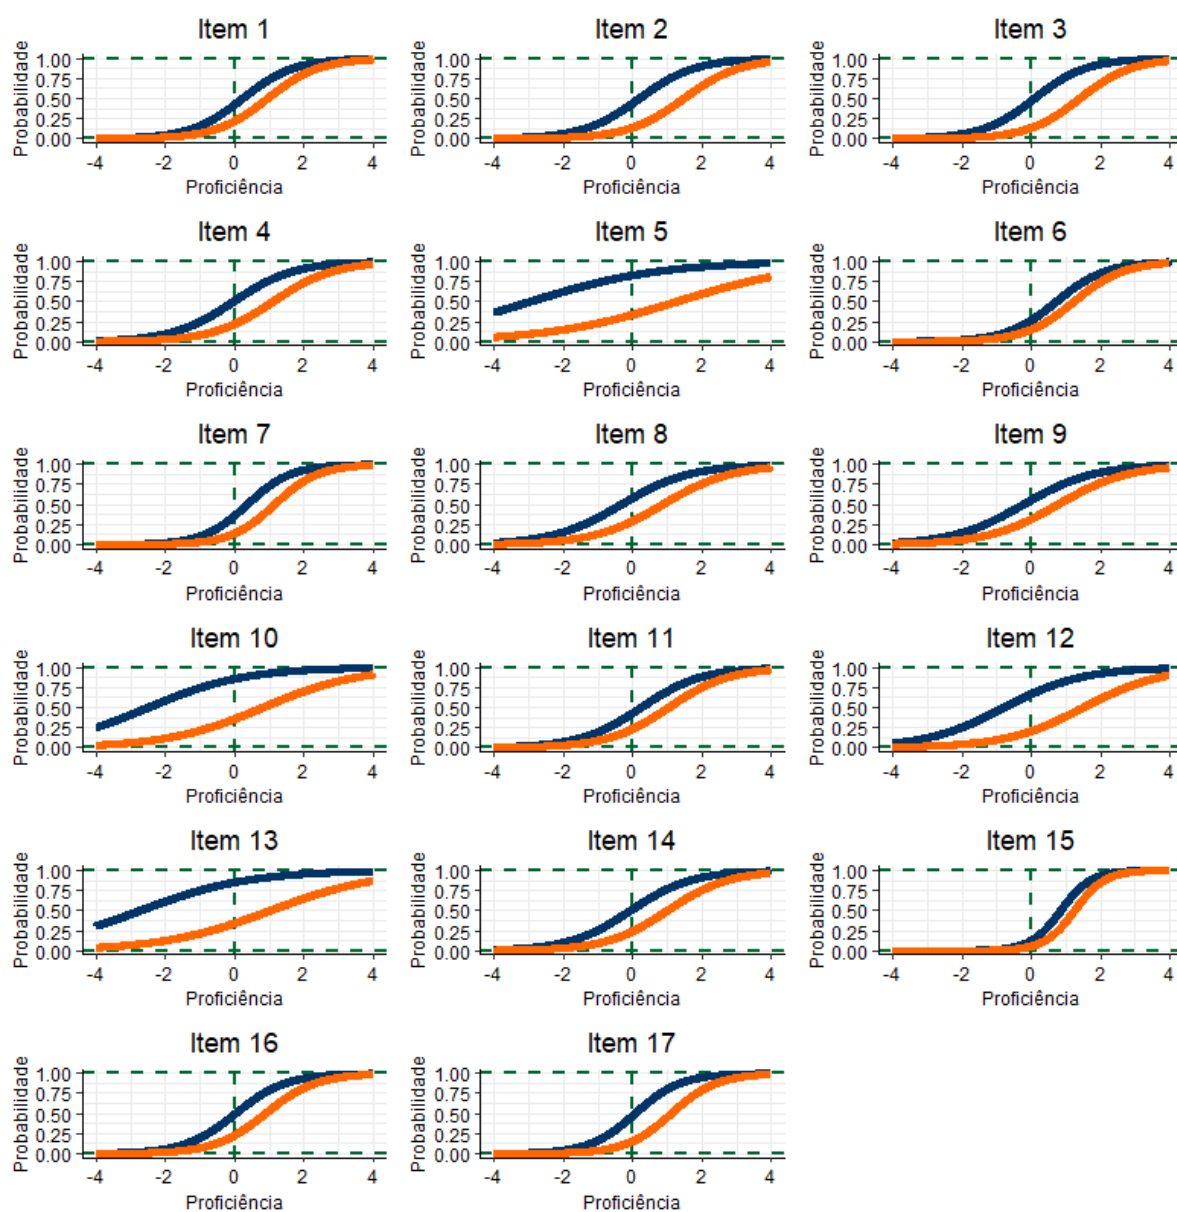 Item 1
Probabilidade
1.00
0.75
0.50
0.25
0.00
-4 -2 0 2 4
Proficiência
Item 2
Probabilidade
1.00
0.75
0.50
0.25
0.00
-4 -2 0 2 4
Proficiência
Item 3
Probabilidade
1.00
0.75
0.50
0.25
0.00
-4 -2 0 2 4
Proficiência
Item 4
Probabilidade
1.00
0.75
0.50
0.25
0.00
-4 -2 0 2 4
Proficiência
Item 5
Probabilidade
1.00
0.75
0.50
0.25
0.00
-4 -2 0 2 4
Proficiência
Item 6
Probabilidade
1.00
0.75
0.50
0.25
0.00
-4 -2 0 2 4
Proficiência
Item 7
Probabilidade
1.00
0.75
0.50
0.25
0.00
-4 -2 0 2 4
Proficiência
Item 8
Probabilidade
1.00
0.75
0.50
0.25
0.00
-4 -2 0 2 4
Proficiência
Item 9
Probabilidade
1.00
0.75
0.50
0.25
0.00
-4 -2 0 2 4
Proficiência
Item 10
Probabilidade
1.00
0.75
0.50
0.25
0.00
-4 -2 0 2 4
Proficiência
Item 11
Probabilidade
1.00
0.75
0.50
0.25
0.00
-4 -2 0 2 4
Proficiência
Item 12
Probabilidade
1.00
0.75
0.50
0.25
0.00
-4 -2 0 2 4
Proficiência
Item 13
Probabilidade
1.00
0.75
0.50
0.25
0.00
-4 -2 0 2 4
Proficiência
Item 14
Probabilidade
1.00
0.75
0.50
0.25
0.00
-4 -2 0 2 4
Proficiência
Item 15
Probabilidade
1.00
0.75
0.50
0.25
0.00
-4 -2 0 2 4
Proficiência
Item 16
Probabilidade
1.00
0.75
0.50
0.25
0.00
-4 -2 0 2 4
Proficiência
Item 17
Probabilidade
1.00
0.75
0.50
0.25
0.00
-4 -2 0 2 4
Proficiência